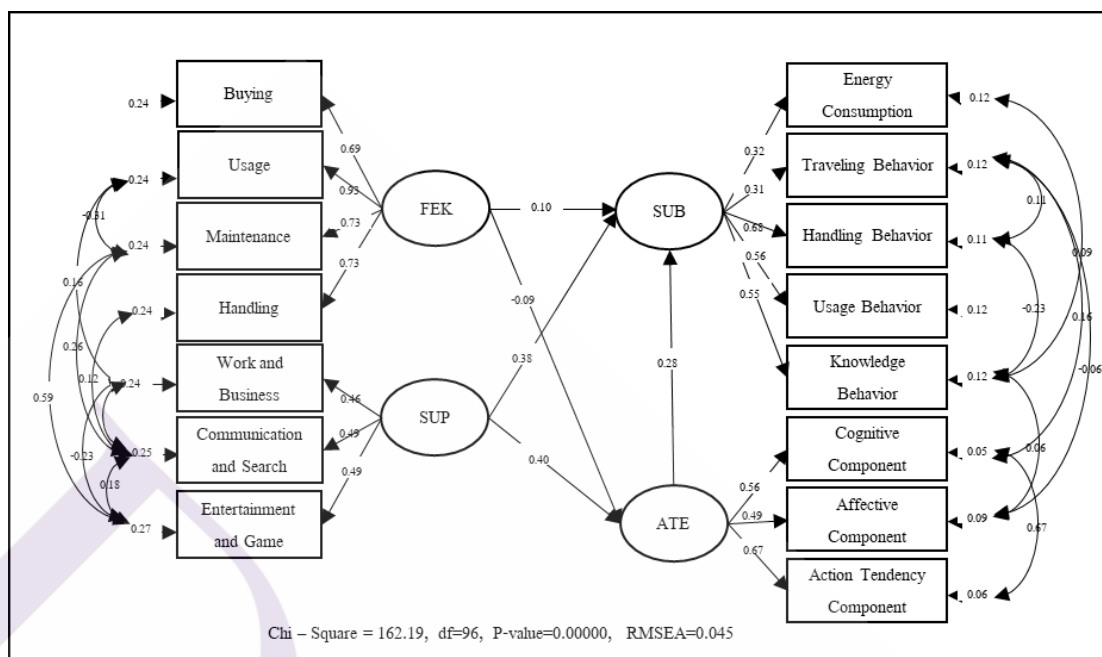 0.24
Buying
0.69
0.24
Usage
0.93
-0.31
0.24
Maintenance
0.73
0.16
0.24
Handling
0.73
0.26
0.12
0.24
Work and
Business
0.46
0.59
-0.23
0.25
Communication
and Search
0.49
0.18
0.27
Entertainment
and Game
0.49
FEK
SUP
0.10
-0.09
0.38
0.40
0.28
SUB
ATE
0.32
Energy
Consumption
0.12
0.31
Traveling Behavior
0.12
0.11
0.68
Handling Behavior
0.11
0.09
0.56
Usage Behavior
0.12
-0.23
0.16
0.55
Knowledge
Behavior
0.12
-0.06
0.56
Cognitive
Component
0.05
0.06
0.49
Affective
Component
0.09
0.67
0.67
Action Tendency
Component
0.06
Chi – Square = 162.19, df=96, P-value=0.00000, RMSEA=0.045